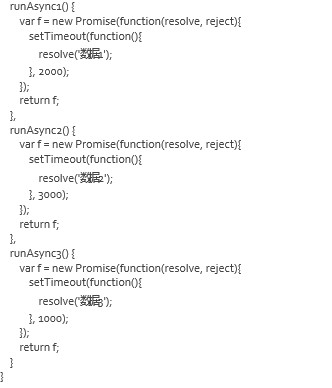 runAsync1() {
var f = new Promise(function(resolve, reject){
setTimeout(function(){
resolve('数据1');
}, 2000);
});
return f;
},
runAsync2() {
var f = new Promise(function(resolve, reject){
setTimeout(function(){
resolve('数据2');
}, 3000);
});
return f;
},
runAsync3() {
var f = new Promise(function(resolve, reject){
setTimeout(function(){
resolve('数据3');
}, 1000);
});
return f;
}
}